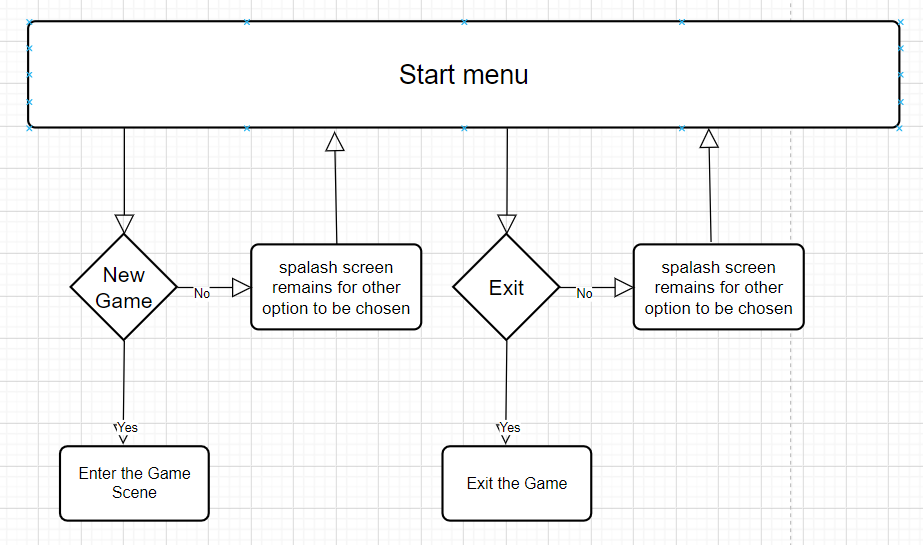 Start menu
New
Game
No
spalash screen
remains for other
option to be chosen
Exit
No
spalash screen
remains for other
option to be chosen
Yes
Yes
Enter the Game
Scene
Exit the Game